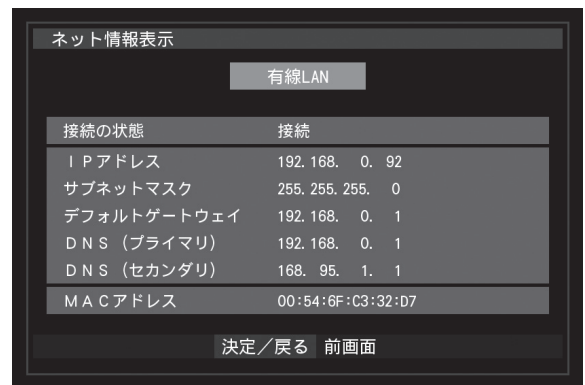 ネット情報表示
有線LAN
接続の状態 接続
IPアドレス 192.168. 0. 92
サブネットマスク 255.255.255. 0
デフォルトゲートウェイ 192.168. 0. 1
DNS(プライマリ) 192.168. 0. 1
DNS(セカンダリ) 168. 95. 1. 1
MACアドレス 00:54:6F:C3:32:D7
決定/戻る 前画面